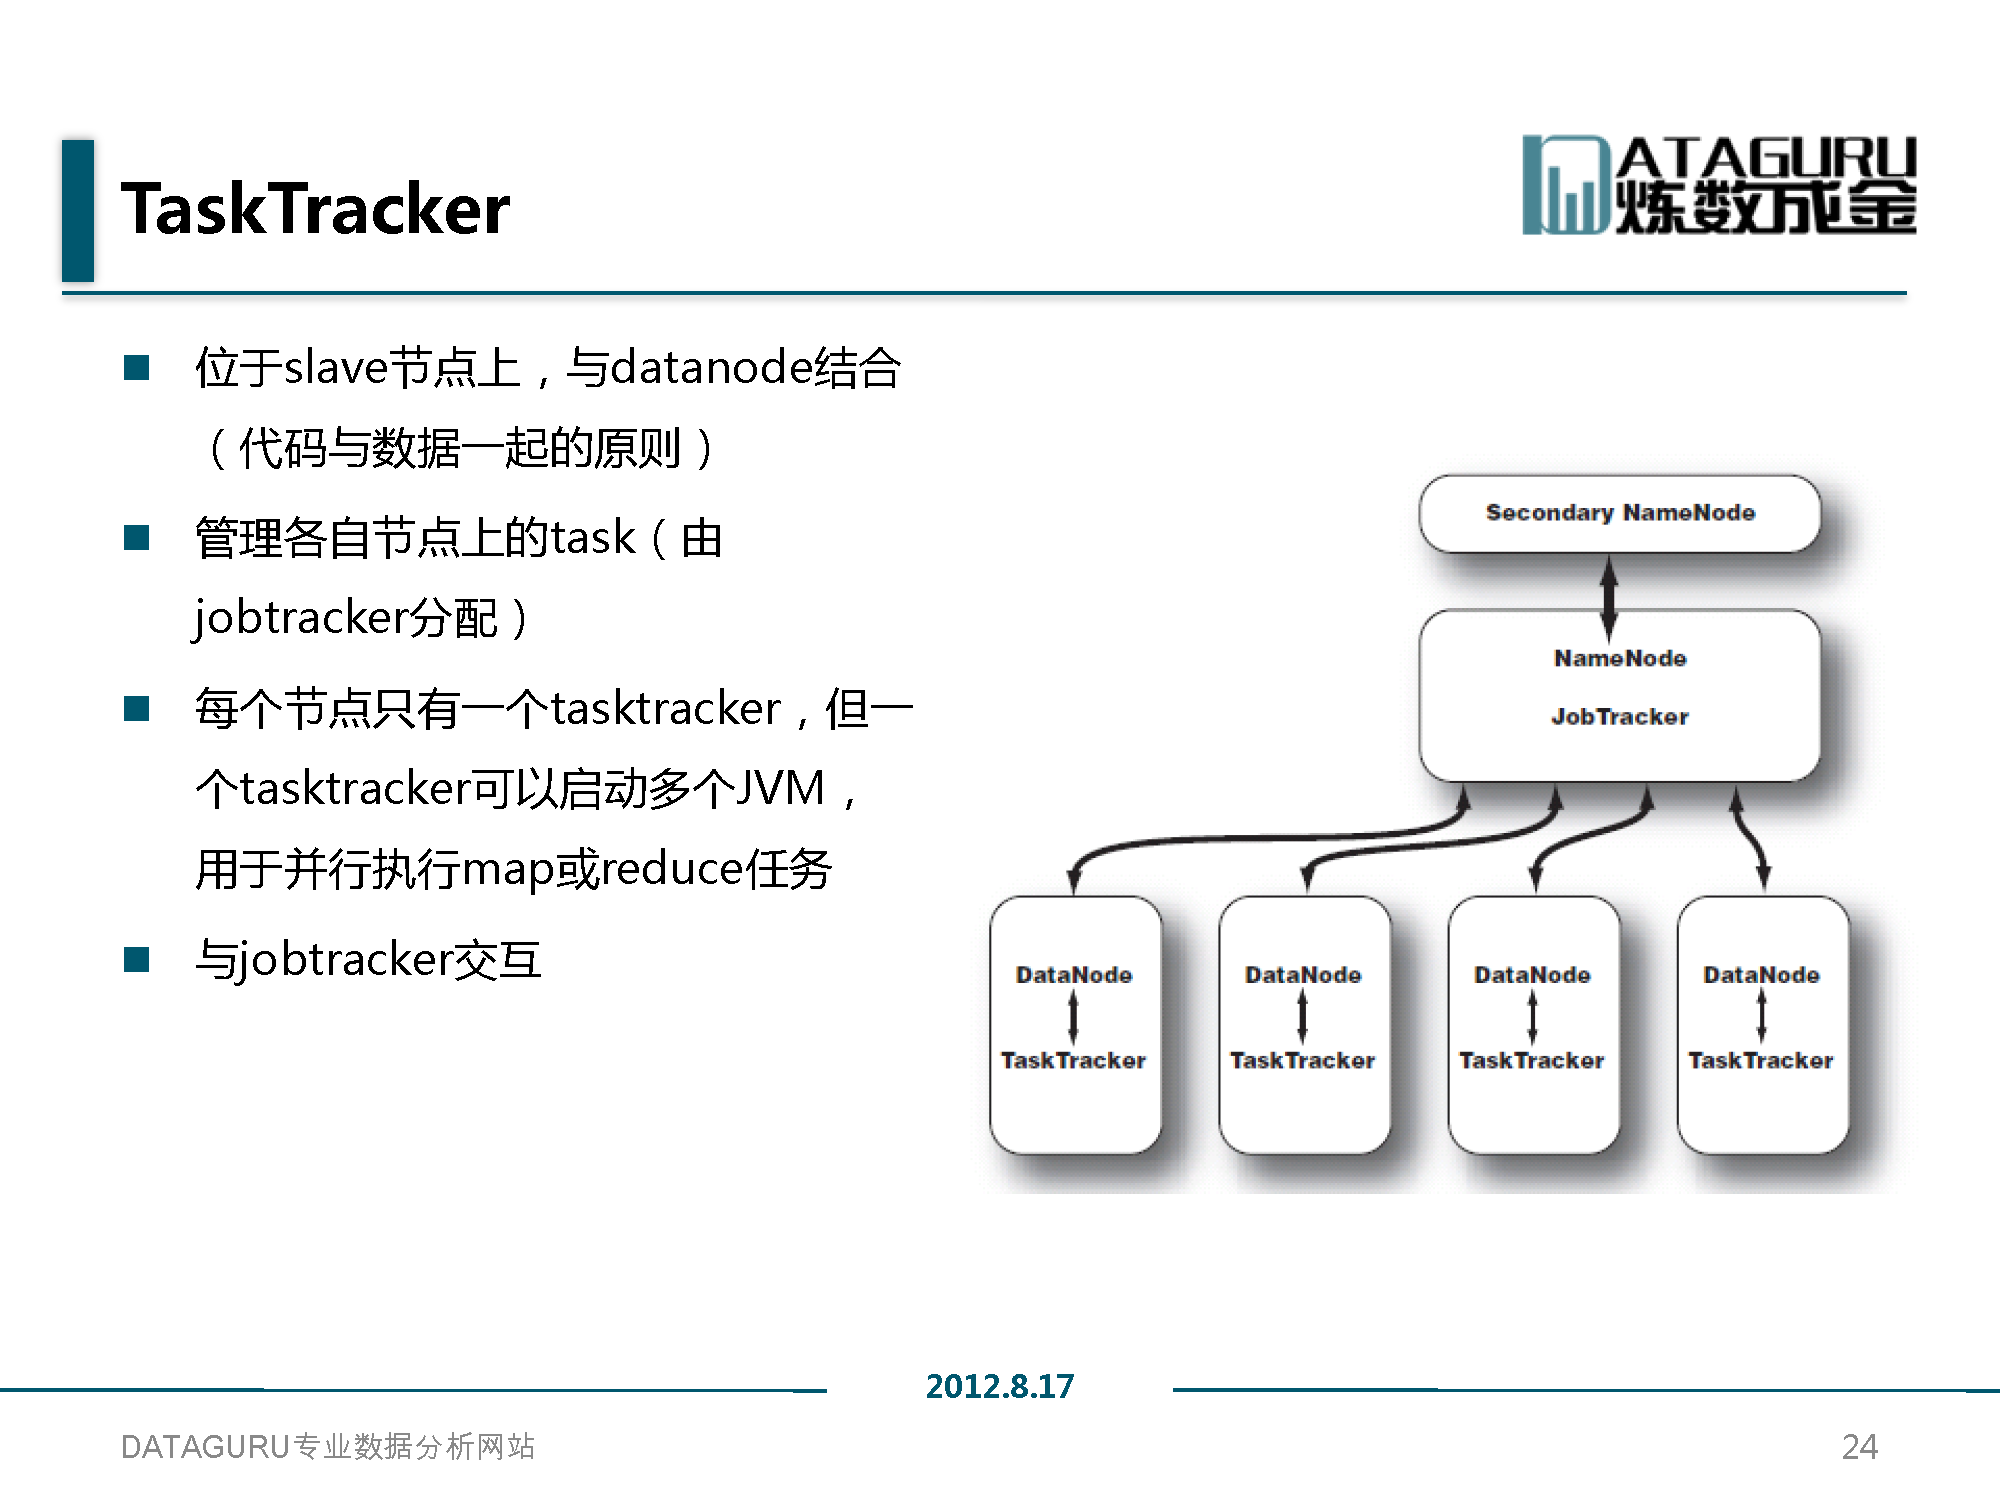 TaskTracker
DATAGURU
炼数成金
位于slave节点上，与datanode结合
（代码与数据一起的原则）
管理各自节点上的task（由
jobtracker分配）
每个节点只有一个tasktracker，但一
个tasktracker可以启动多个JVM，
用于并行执行map或reduce任务
与jobtracker交互
Secondary NameNode
NameNode
JobTracker
DataNode
TaskTracker
DataNode
TaskTracker
DataNode
TaskTracker
DataNode
TaskTracker
2012.8.17
DATAGURU专业数据分析网站
24